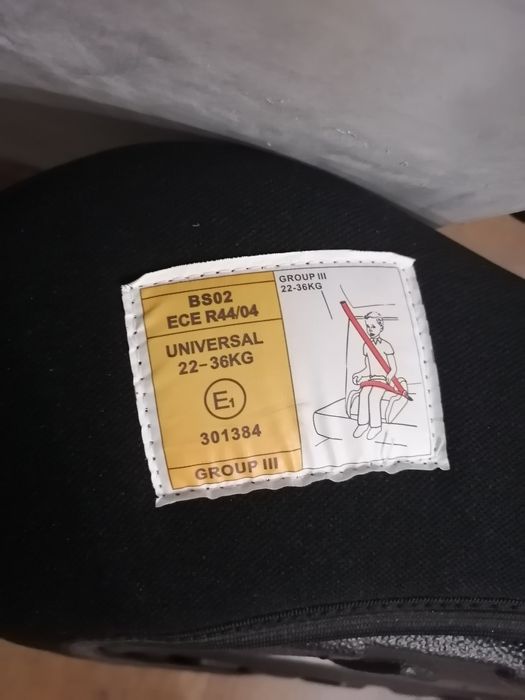 BS02
ECE R44/04
UNIVERSAL
22-36KG
E1
301384
GROUP III
GROUP III
22-36KG